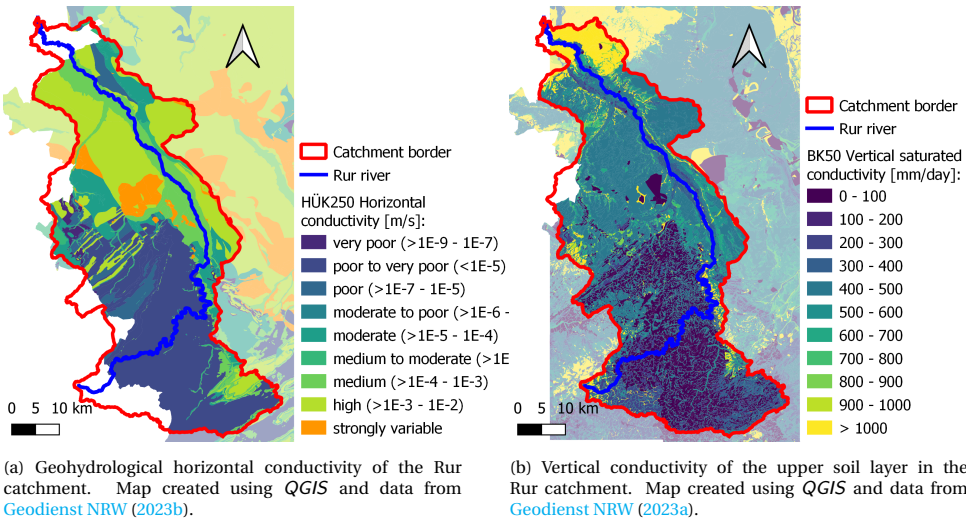 Catchment border
Rur river
HÜK250 Horizontal
conductivity [m/s]:
very poor (>1E-9 - 1E-7)
poor to very poor (<1E-5)
poor (>1E-7 - 1E-5)
moderate to poor (>1E-6 -
moderate (>1E-5 - 1E-4)
medium to moderate (>1E
medium (>1E-4 - 1E-3)
high (>1E-3 - 1E-2)
strongly variable
0 5 10 km
(a) Geohydrological horizontal conductivity of the Rur
catchment. Map created using QGIS and data from
Geodienst NRW (2023b).
Catchment border
Rur river
BK50 Vertical saturated
conductivity [mm/day]:
0 - 100
100 - 200
200 - 300
300 - 400
400 - 500
500 - 600
600 - 700
700 - 800
800 - 900
900 - 1000
> 1000
0 5 10 km
(b) Vertical conductivity of the upper soil layer in the
Rur catchment. Map created using QGIS and data from
Geodienst NRW (2023a).